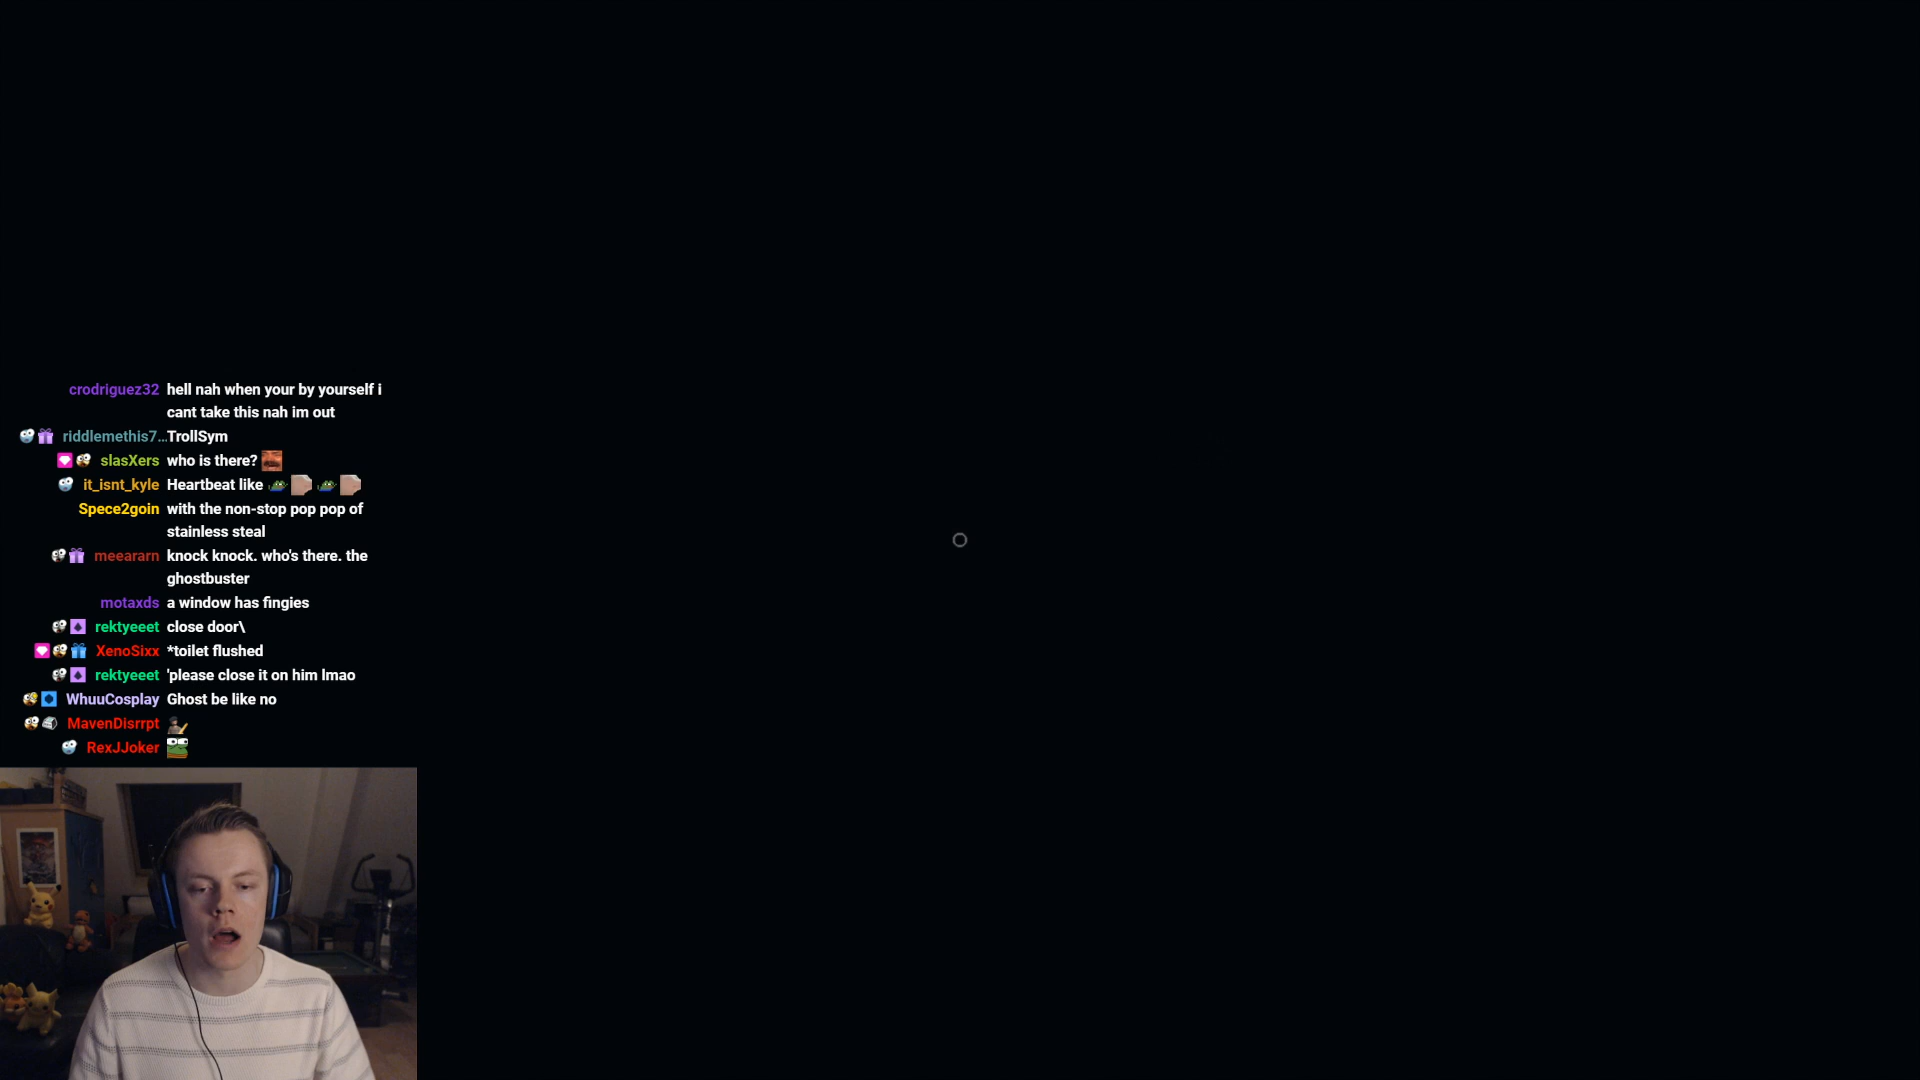 crodriguez32 hell nah when your by yourself i
cant take this nah im out
riddlemethis7... TrollSym
slasXers who is there?
it_isnt_kyle Heartbeat like
Spece2goin with the non-stop pop pop of
stainless steal
meeararn knock knock. who's there. the
ghostbuster
motaxds a window has fingies
rektyeeet close door\
XenoSixx *toilet flushed
rektyeeet 'please close it on him lmao
WhuuCosplay Ghost be like no
MavenDisrrpt
RexJJoker